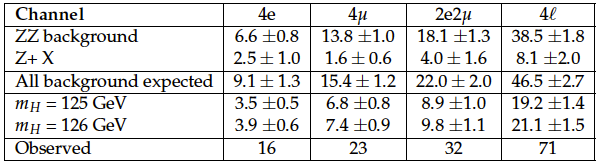 Channel 4e 4μ 2e2μ 4ℓ
ZZ background 6.6 ±0.8 13.8 ±1.0 18.1 ±1.3 38.5 ±1.8
Z+ X 2.5 ± 1.0 1.6 ± 0.6 4.0 ± 1.6 8.1 ±2.0
All background expected 9.1 ± 1.3 15.4 ± 1.2 22.0 ± 2.0 46.5 ±2.7
mH = 125 GeV 3.5 ±0.5 6.8 ±0.8 8.9 ±1.0 19.2 ±1.4
mH = 126 GeV 3.9 ±0.6 7.4 ±0.9 9.8 ±1.1 21.1 ±1.5
Observed 16 23 32 71